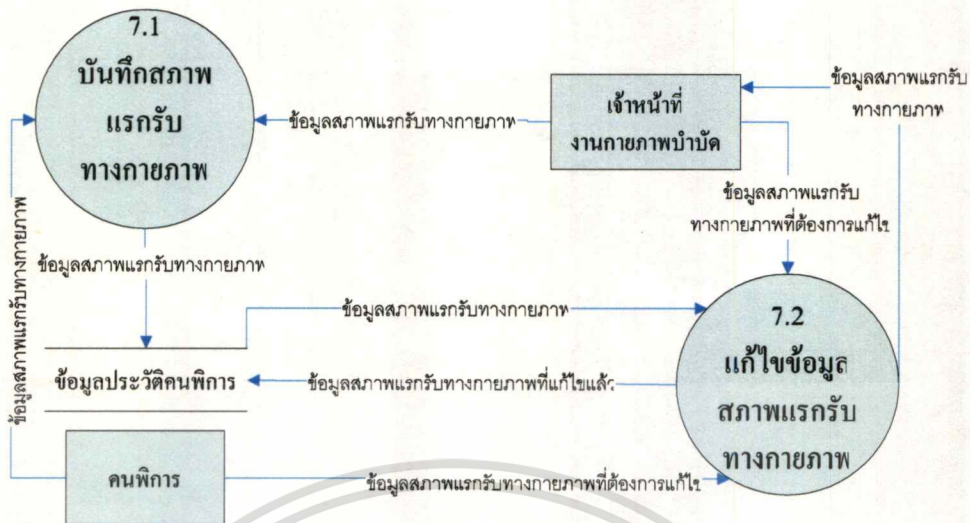 7.1
บันทึกสภาพ
แรกรับ
ทางกายภาพ
เจ้าหน้าที่
งานกายภาพบำบัด
ข้อมูลสภาพแรกรับ
ทางกายภาพ
ข้อมูลสภาพแรกรับทางกายภาพ
ข้อมูลสภาพแรกรับ
ทางกายภาพที่ต้องการแก้ไข
ข้อมูลสภาพแรกรับทางกายภาพ
ข้อมูลสภาพแรกรับทางกายภาพ
ข้อมูลสภาพแรกรับทางกายภาพ
7.2
แก้ไขข้อมูล
สภาพแรกรับ
ทางกายภาพ
ข้อมูลประวัติคนพิการ
ข้อมูลสภาพแรกรับทางกายภาพที่แก้ไขแล้ว
คนพิการ
ข้อมูลสภาพแรกรับทางกายภาพที่ต้องการแก้ไข